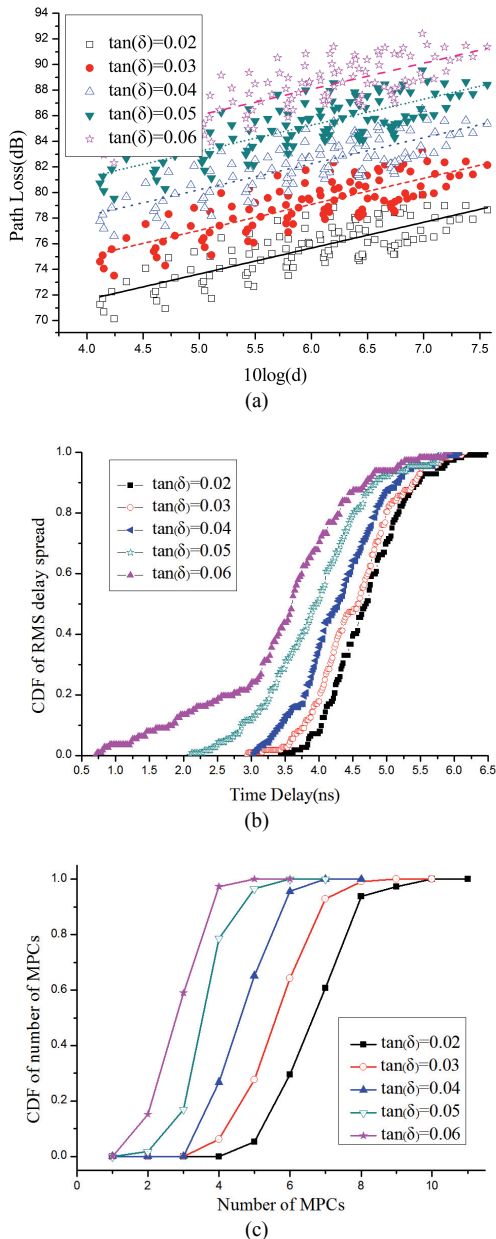 94
92
90
88
86
84
82
80
78
76
74
72
70
Path Loss(dB)
tan(δ)=0.02
tan(δ)=0.03
tan(δ)=0.04
tan(δ)=0.05
tan(δ)=0.06
4.0 4.5 5.0 5.5 6.0 6.5 7.0 7.5
10log(d)
(a)
1.0
0.8
0.6
0.4
0.2
0.0
CDF of RMS delay spread
tan(δ)=0.02
tan(δ)=0.03
tan(δ)=0.04
tan(δ)=0.05
tan(δ)=0.06
0.5 1.0 1.5 2.0 2.5 3.0 3.5 4.0 4.5 5.0 5.5 6.0 6.5
Time Delay(ns)
(b)
1.0
0.8
0.6
0.4
0.2
0.0
CDF of number of MPCs
tan(δ)=0.02
tan(δ)=0.03
tan(δ)=0.04
tan(δ)=0.05
tan(δ)=0.06
0 2 4 6 8 10
Number of MPCs
(c)